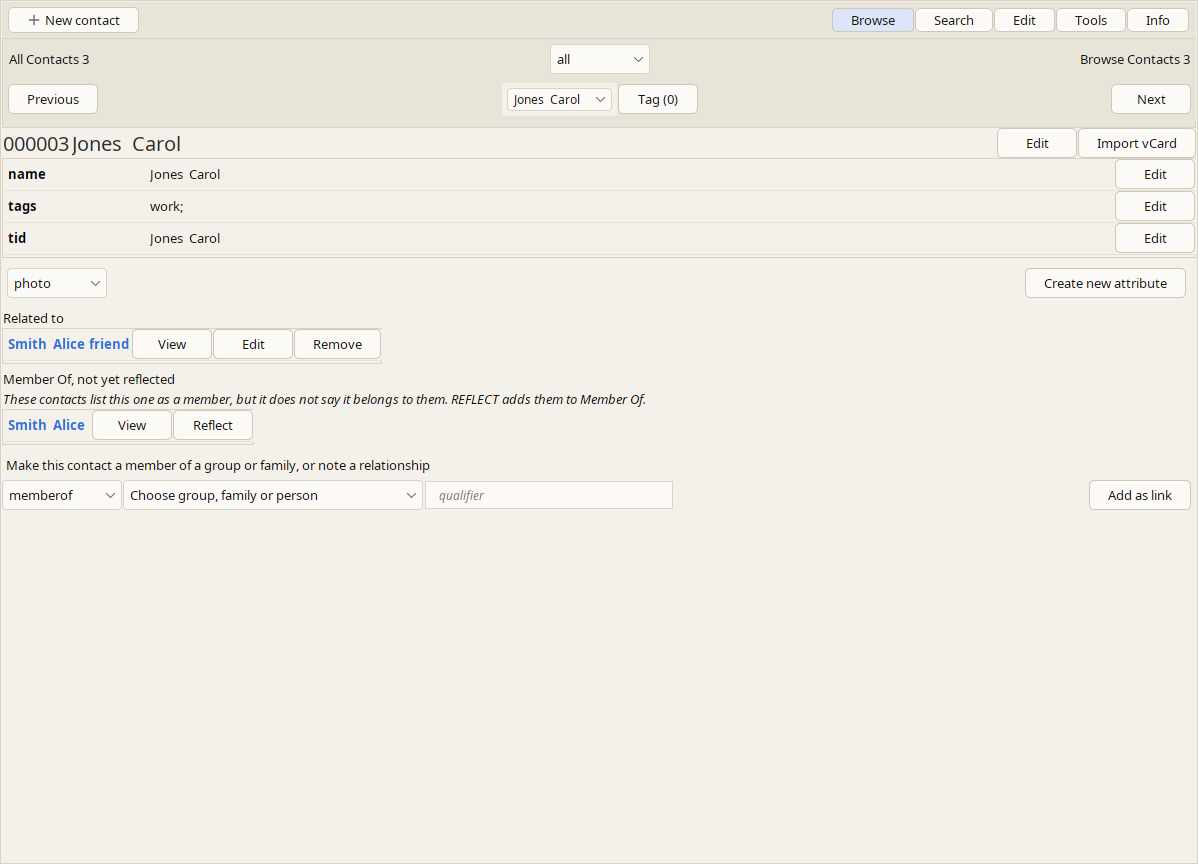 New contact Browse Search Edit Tools Info
All Contacts 3 all Browse Contacts 3
Previous Jones  Carol Tag (0) Next
000003 Jones  Carol Edit Import vCard
name Jones  Carol Edit
tags work; Edit
tid Jones  Carol Edit
photo Create new attribute
Related to
Smith  Alice friend View Edit Remove
Member Of, not yet reflected
These contacts list this one as a member, but it does not say it belongs to them. REFLECT adds them to Member Of.
Smith  Alice View Reflect
Make this contact a member of a group or family, or note a relationship
memberof Choose group, family or person qualifier Add as link